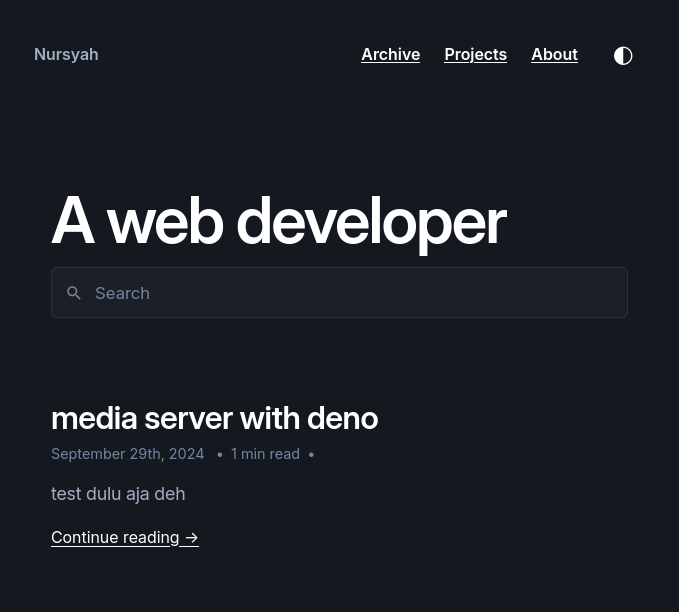 Nursyah
Archive Projects About
A web developer
Search
media server with deno
September 29th, 2024 • 1 min read •
test dulu aja deh
Continue reading →